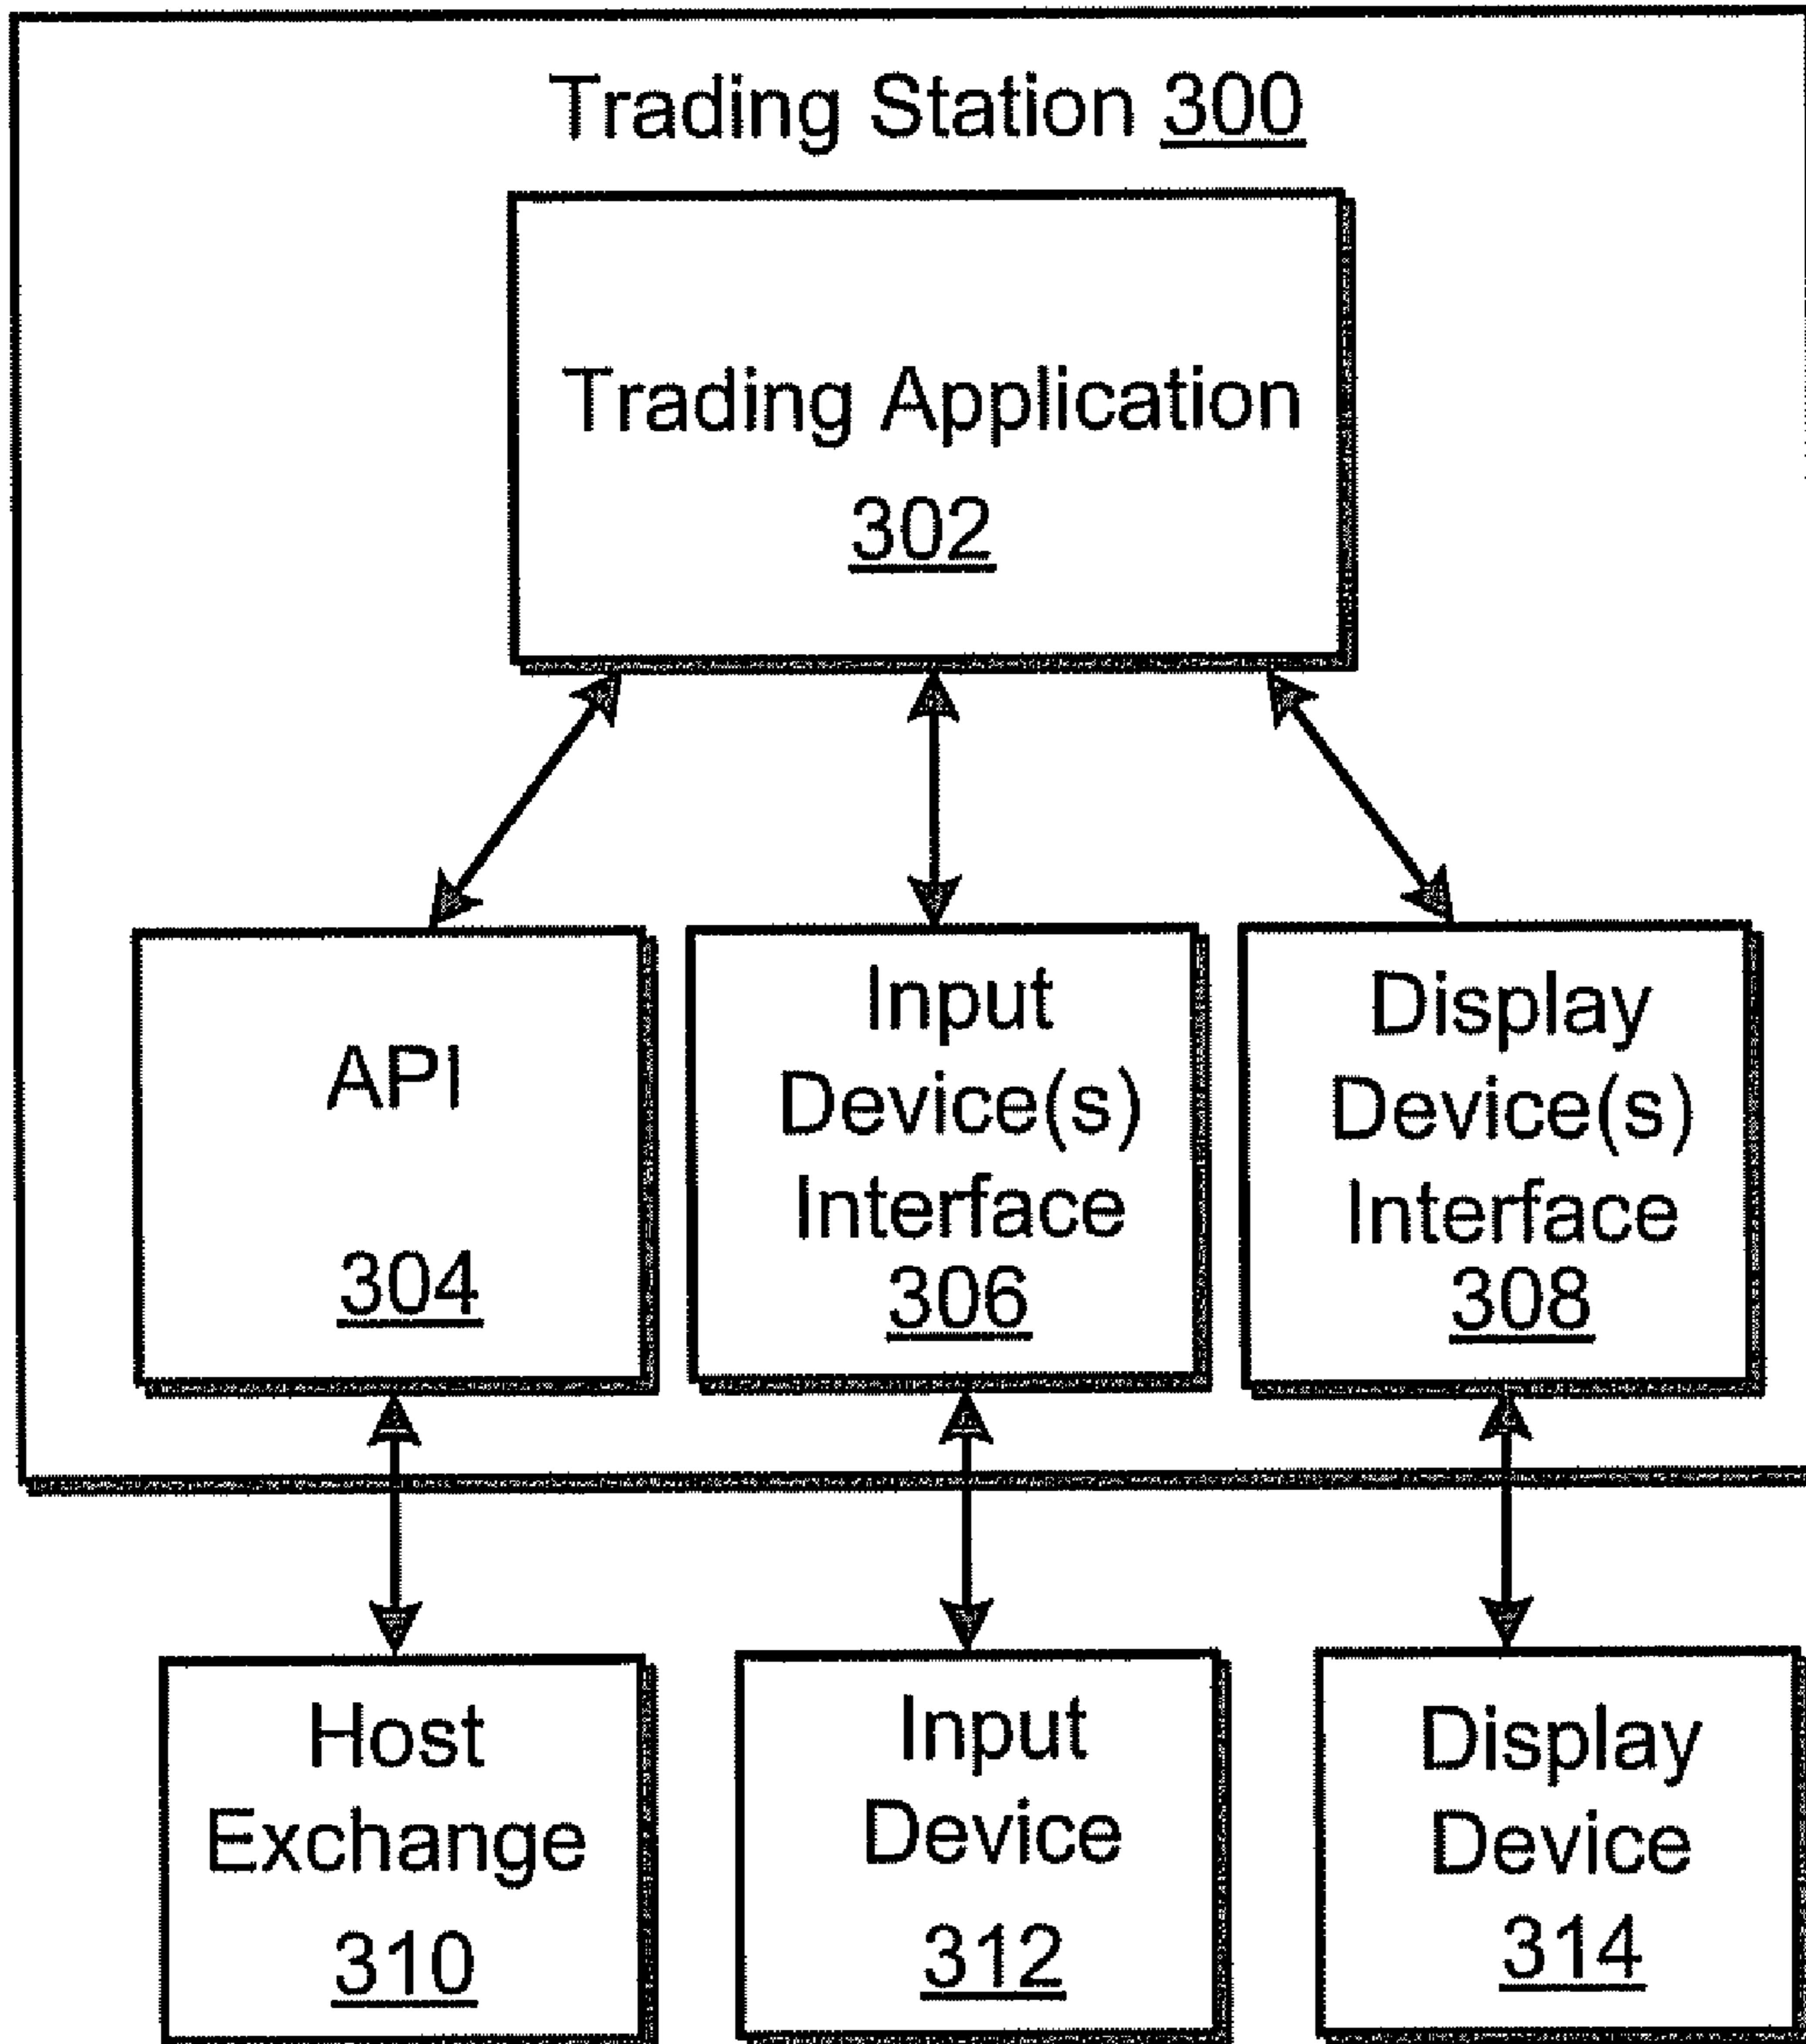 Trading Station 300
Trading Application
302
API
304
Input
Device(s)
Interface
306
Display
Device(s)
Interface
308
Host
Exchange
310
Input
Device
312
Display
Device
314